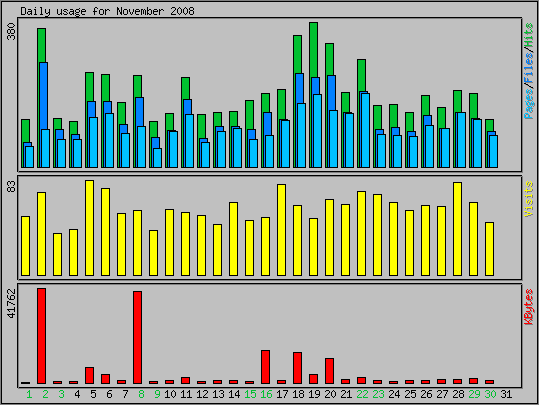 Daily usage for November 2008
380
Pages/Files/Hits
83
Visits
41762
KBytes
1 2 3 4 5 6 7 8 9 10 11 12 13 14 15 16 17 18 19 20 21 22 23 24 25 26 27 28 29 30 31